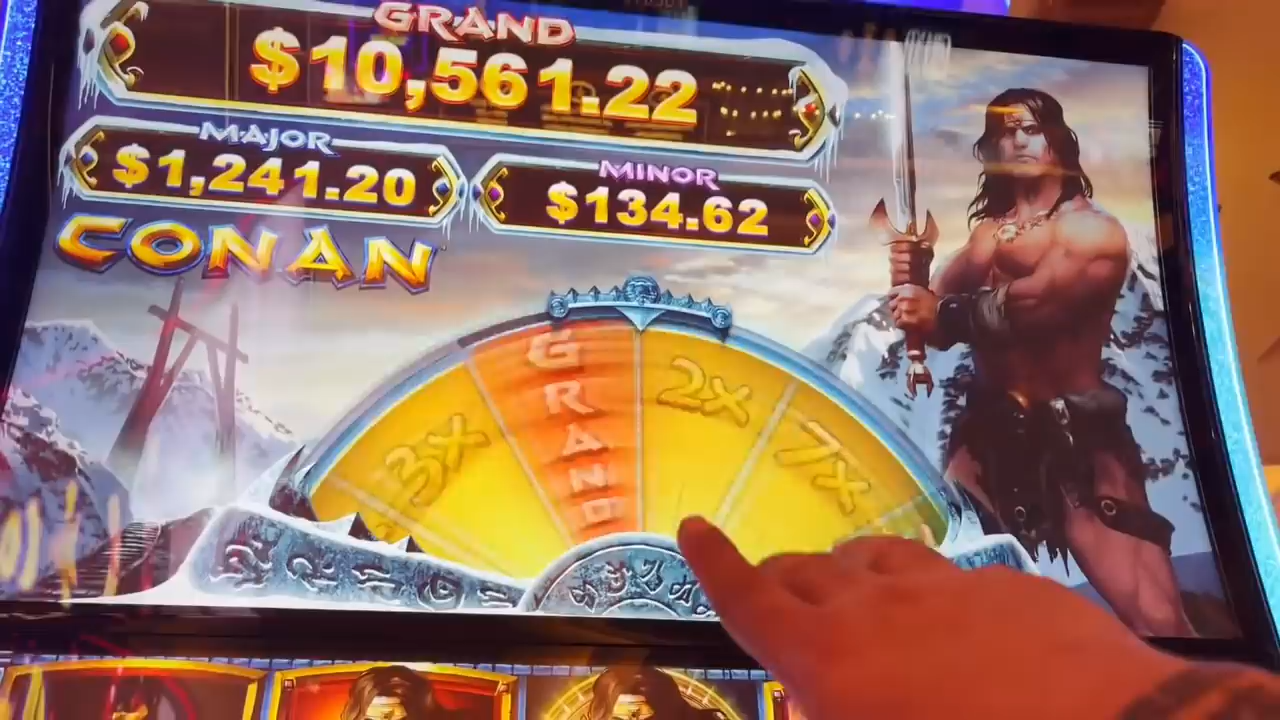 GRAND
$10,561.22
MAJOR
$1,241.20
MINOR
$134.62
CONAN
3X
GRAND
2X
7X